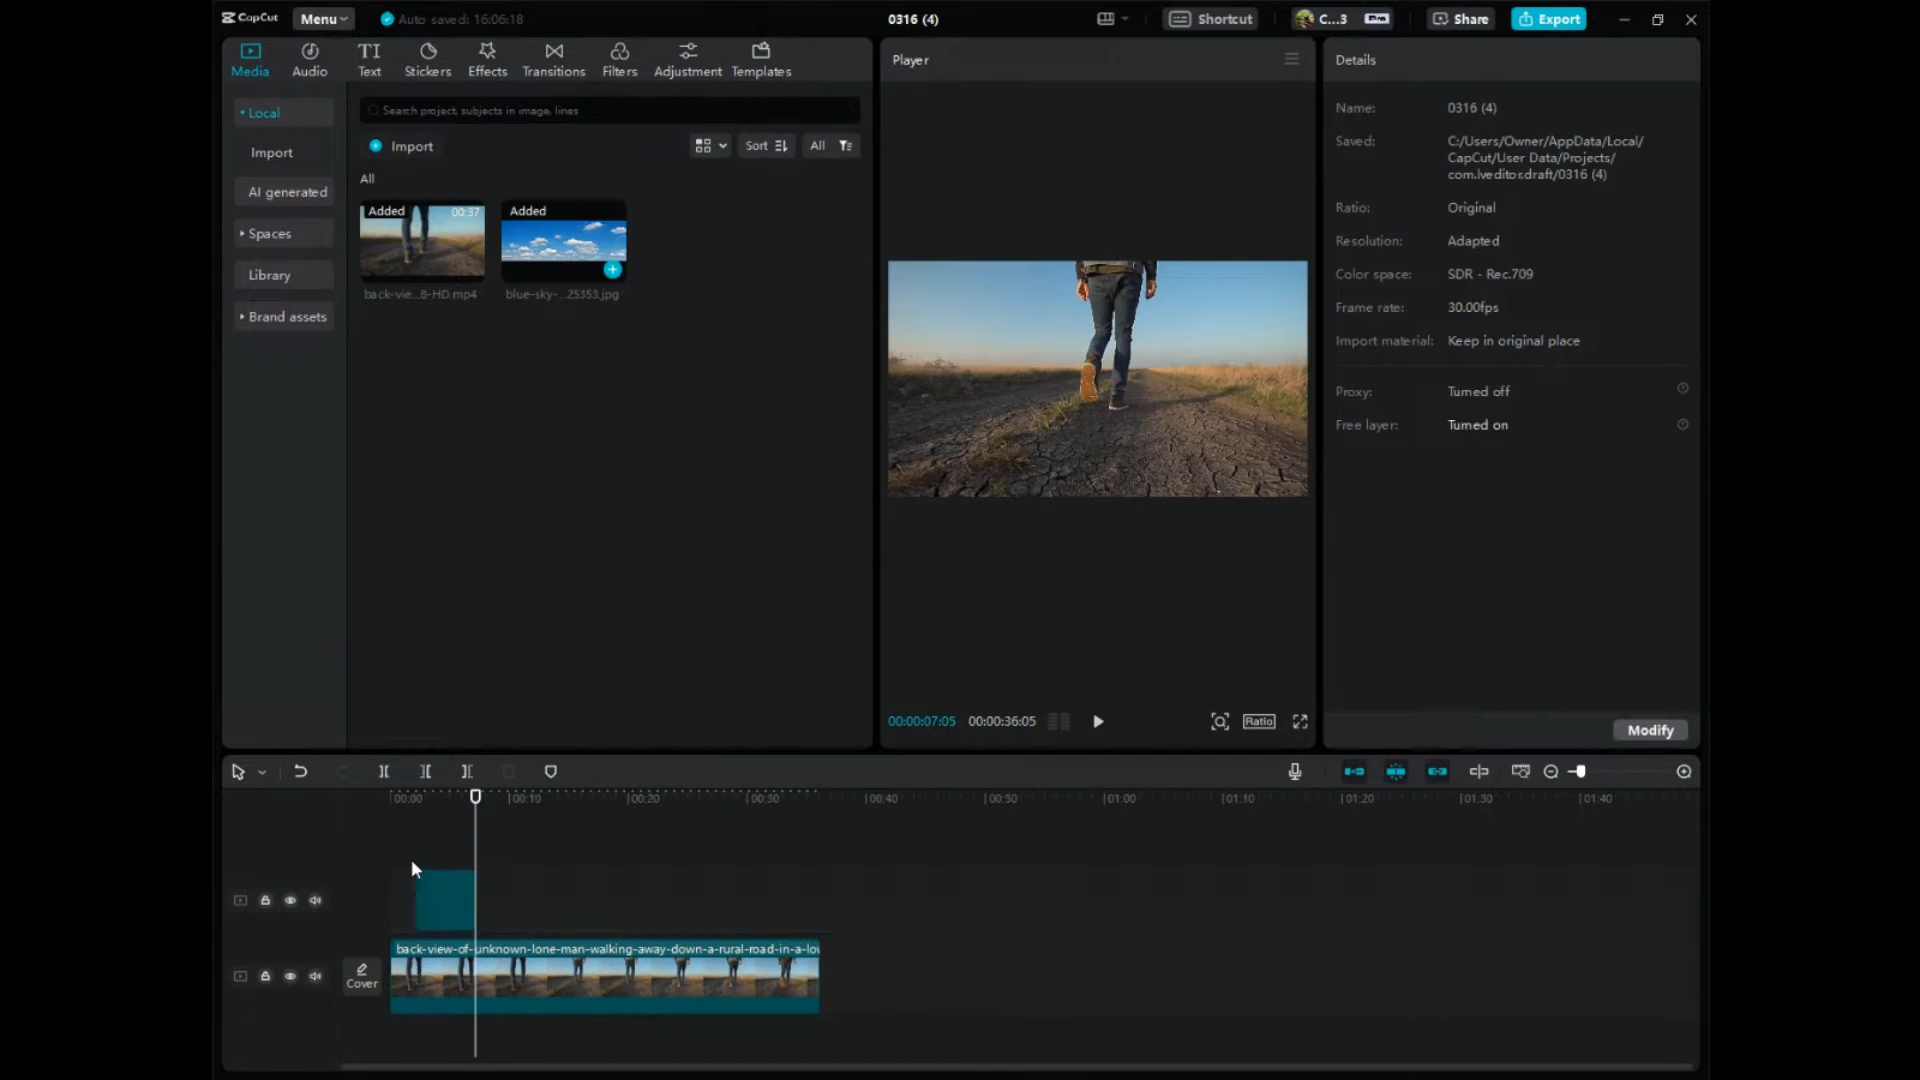 CapCut
Menu
Auto saved: 16:06:18
0316 (4)
Shortcut
C...3
Pro
Share
Export
Media
Audio
TI
Text
Stickers
Effects
Transitions
Filters
Adjustment
Templates
Local
Import
AI generated
Spaces
Library
Brand assets
Search project, subjects in image, lines
Import
Sort
All
All
Added
00:37
back-vie...8-HD.mp4
Added
blue-sky-...25353.jpg
Player
00:00:07:05
00:00:36:05
Ratio
Details
Name:
0316 (4)
Saved:
C:/Users/Owner/AppData/Local/
CapCut/User Data/Projects/
com.lveditor.draft/0316 (4)
Ratio:
Original
Resolution:
Adapted
Color space:
SDR - Rec.709
Frame rate:
30.00fps
Import material:
Keep in original place
Proxy:
Turned off
Free layer:
Turned on
Modify
00:00
00:10
00:20
00:30
00:40
00:50
01:00
01:10
01:20
01:30
01:40
Cover
back-view-of-unknown-lone-man-walking-away-down-a-rural-road-in-a-lov